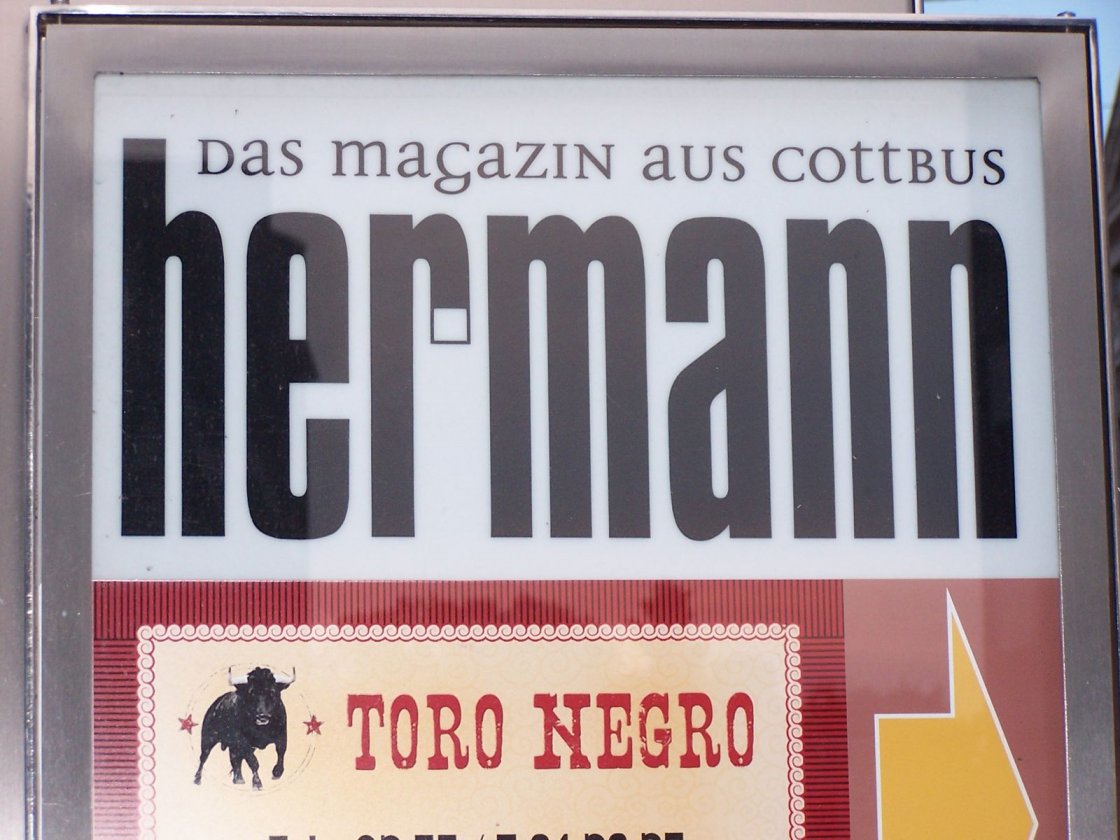 Das magazin aus cottbus
hermann
TORO NEGRO